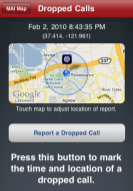 MAI Map
Dropped Calls
Feb 2, 2010 8:43:35 PM
(37.414, -121.961)
Google
Touch map to adjust location of report.
Report a Dropped Call
Press this button to mark
the time and location of a
dropped call.